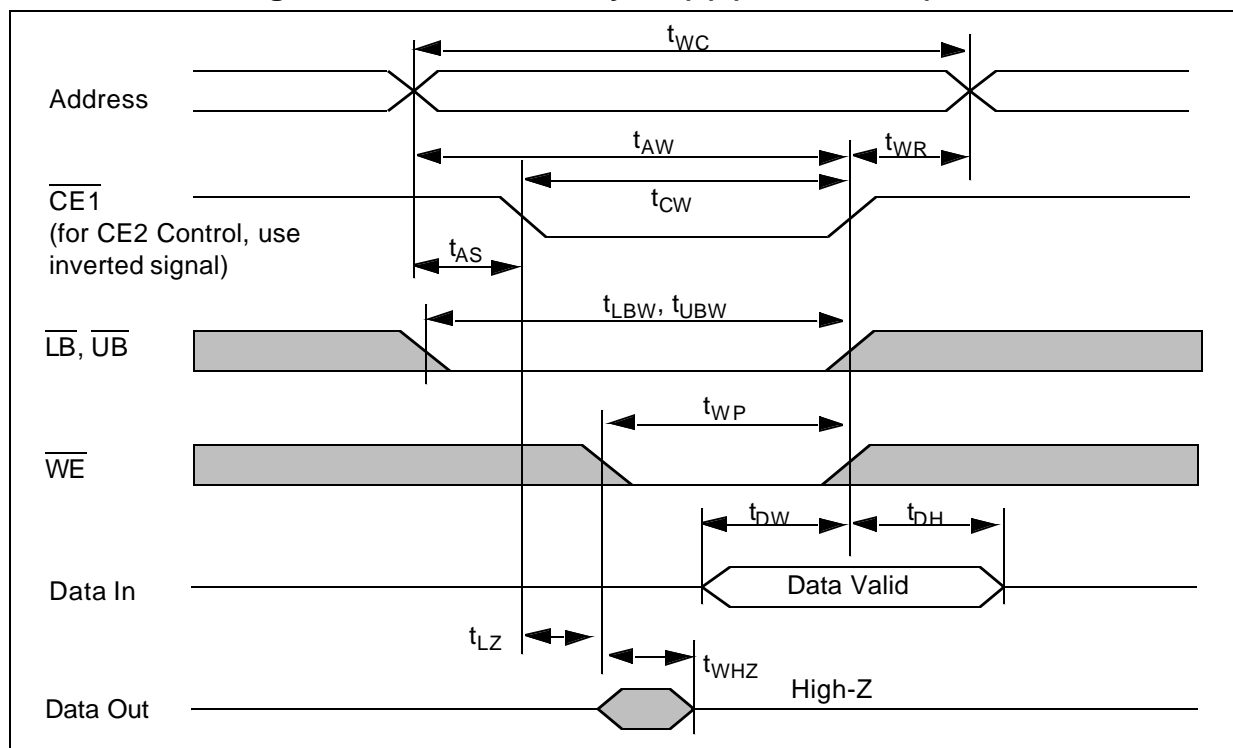 tWC
Address
tAW
tWR
CE1
(for CE2 Control, use
inverted signal)
tCW
tAS
tLBW, tUBW
LB, UB
tWP
WE
tDW
tDH
Data In
Data Valid
tLZ
tWHZ
High-Z
Data Out